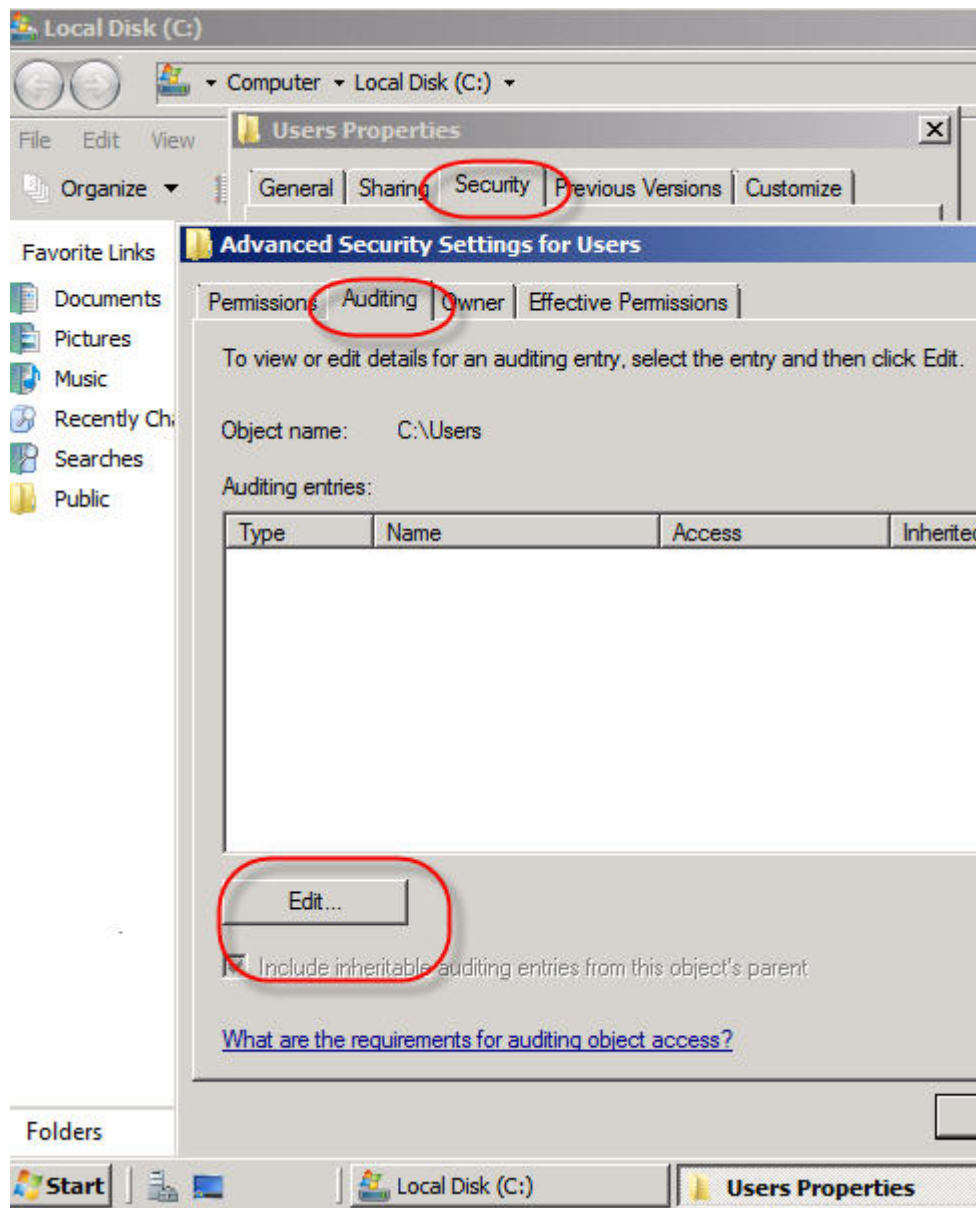 Local Disk (C:)
Computer Local Disk (C:)
File Edit View
Users Properties
Organize
General Sharing Security Previous Versions Customize
Favorite Links
Advanced Security Settings for Users
Documents
Permissions Auditing Owner Effective Permissions
Pictures
To view or edit details for an auditing entry, select the entry and then click Edit.
Music
Recently Ch
Object name: C:\Users
Searches
Auditing entries:
Public
Type Name Access Inherited
Edit...
Include inheritable auditing entries from this object's parent
What are the requirements for auditing object access?
Folders
Start Local Disk (C:) Users Properties